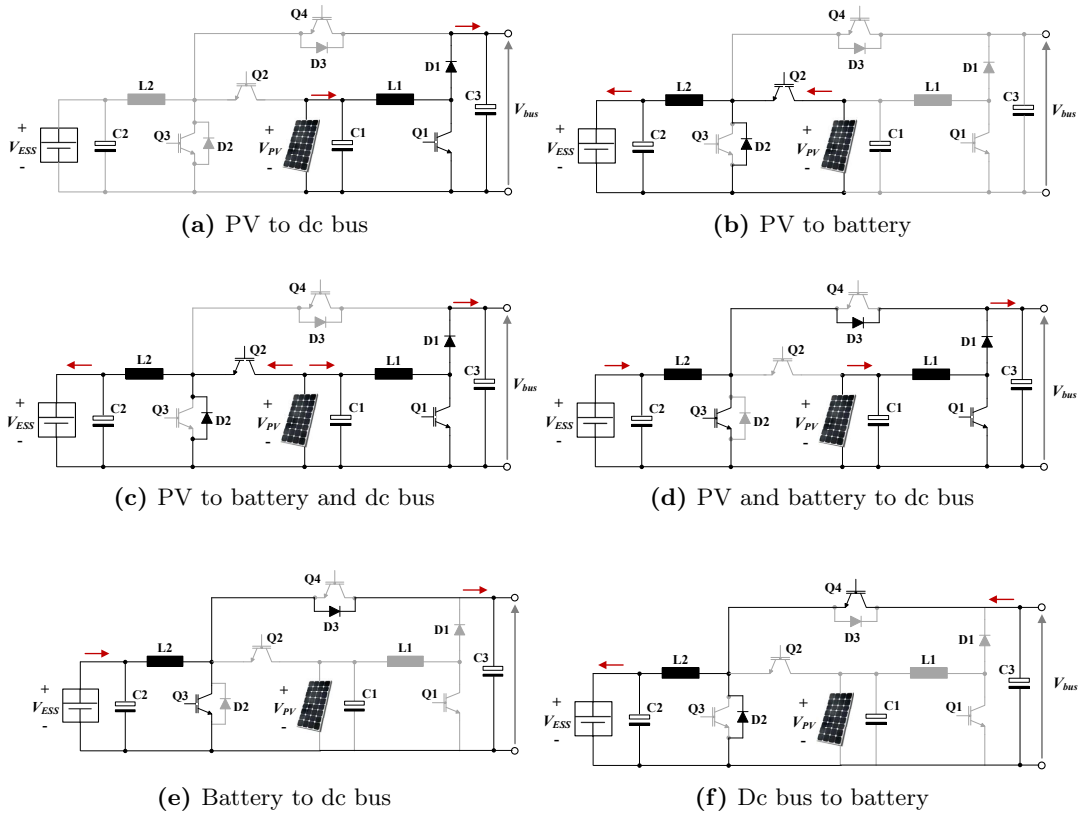 Q4
D3
D1
L2
Q2
L1
C3
V_bus
+
V_ESS
-
C2
Q3
D2
+
V_PV
-
C1
Q1
(a) PV to dc bus
Q4
D3
D1
L2
Q2
L1
C3
V_bus
+
V_ESS
-
C2
Q3
D2
+
V_PV
-
C1
Q1
(b) PV to battery
Q4
D3
D1
L2
Q2
L1
C3
V_bus
+
V_ESS
-
C2
Q3
D2
+
V_PV
-
C1
Q1
(c) PV to battery and dc bus
Q4
D3
D1
L2
Q2
L1
C3
V_bus
+
V_ESS
-
C2
Q3
D2
+
V_PV
-
C1
Q1
(d) PV and battery to dc bus
Q4
D3
D1
L2
Q2
L1
C3
+
V_ESS
-
C2
Q3
D2
+
V_PV
-
C1
Q1
(e) Battery to dc bus
Q4
D3
D1
L2
Q2
L1
C3
V_bus
+
V_ESS
-
C2
Q3
D2
+
V_PV
-
C1
Q1
(f) Dc bus to battery